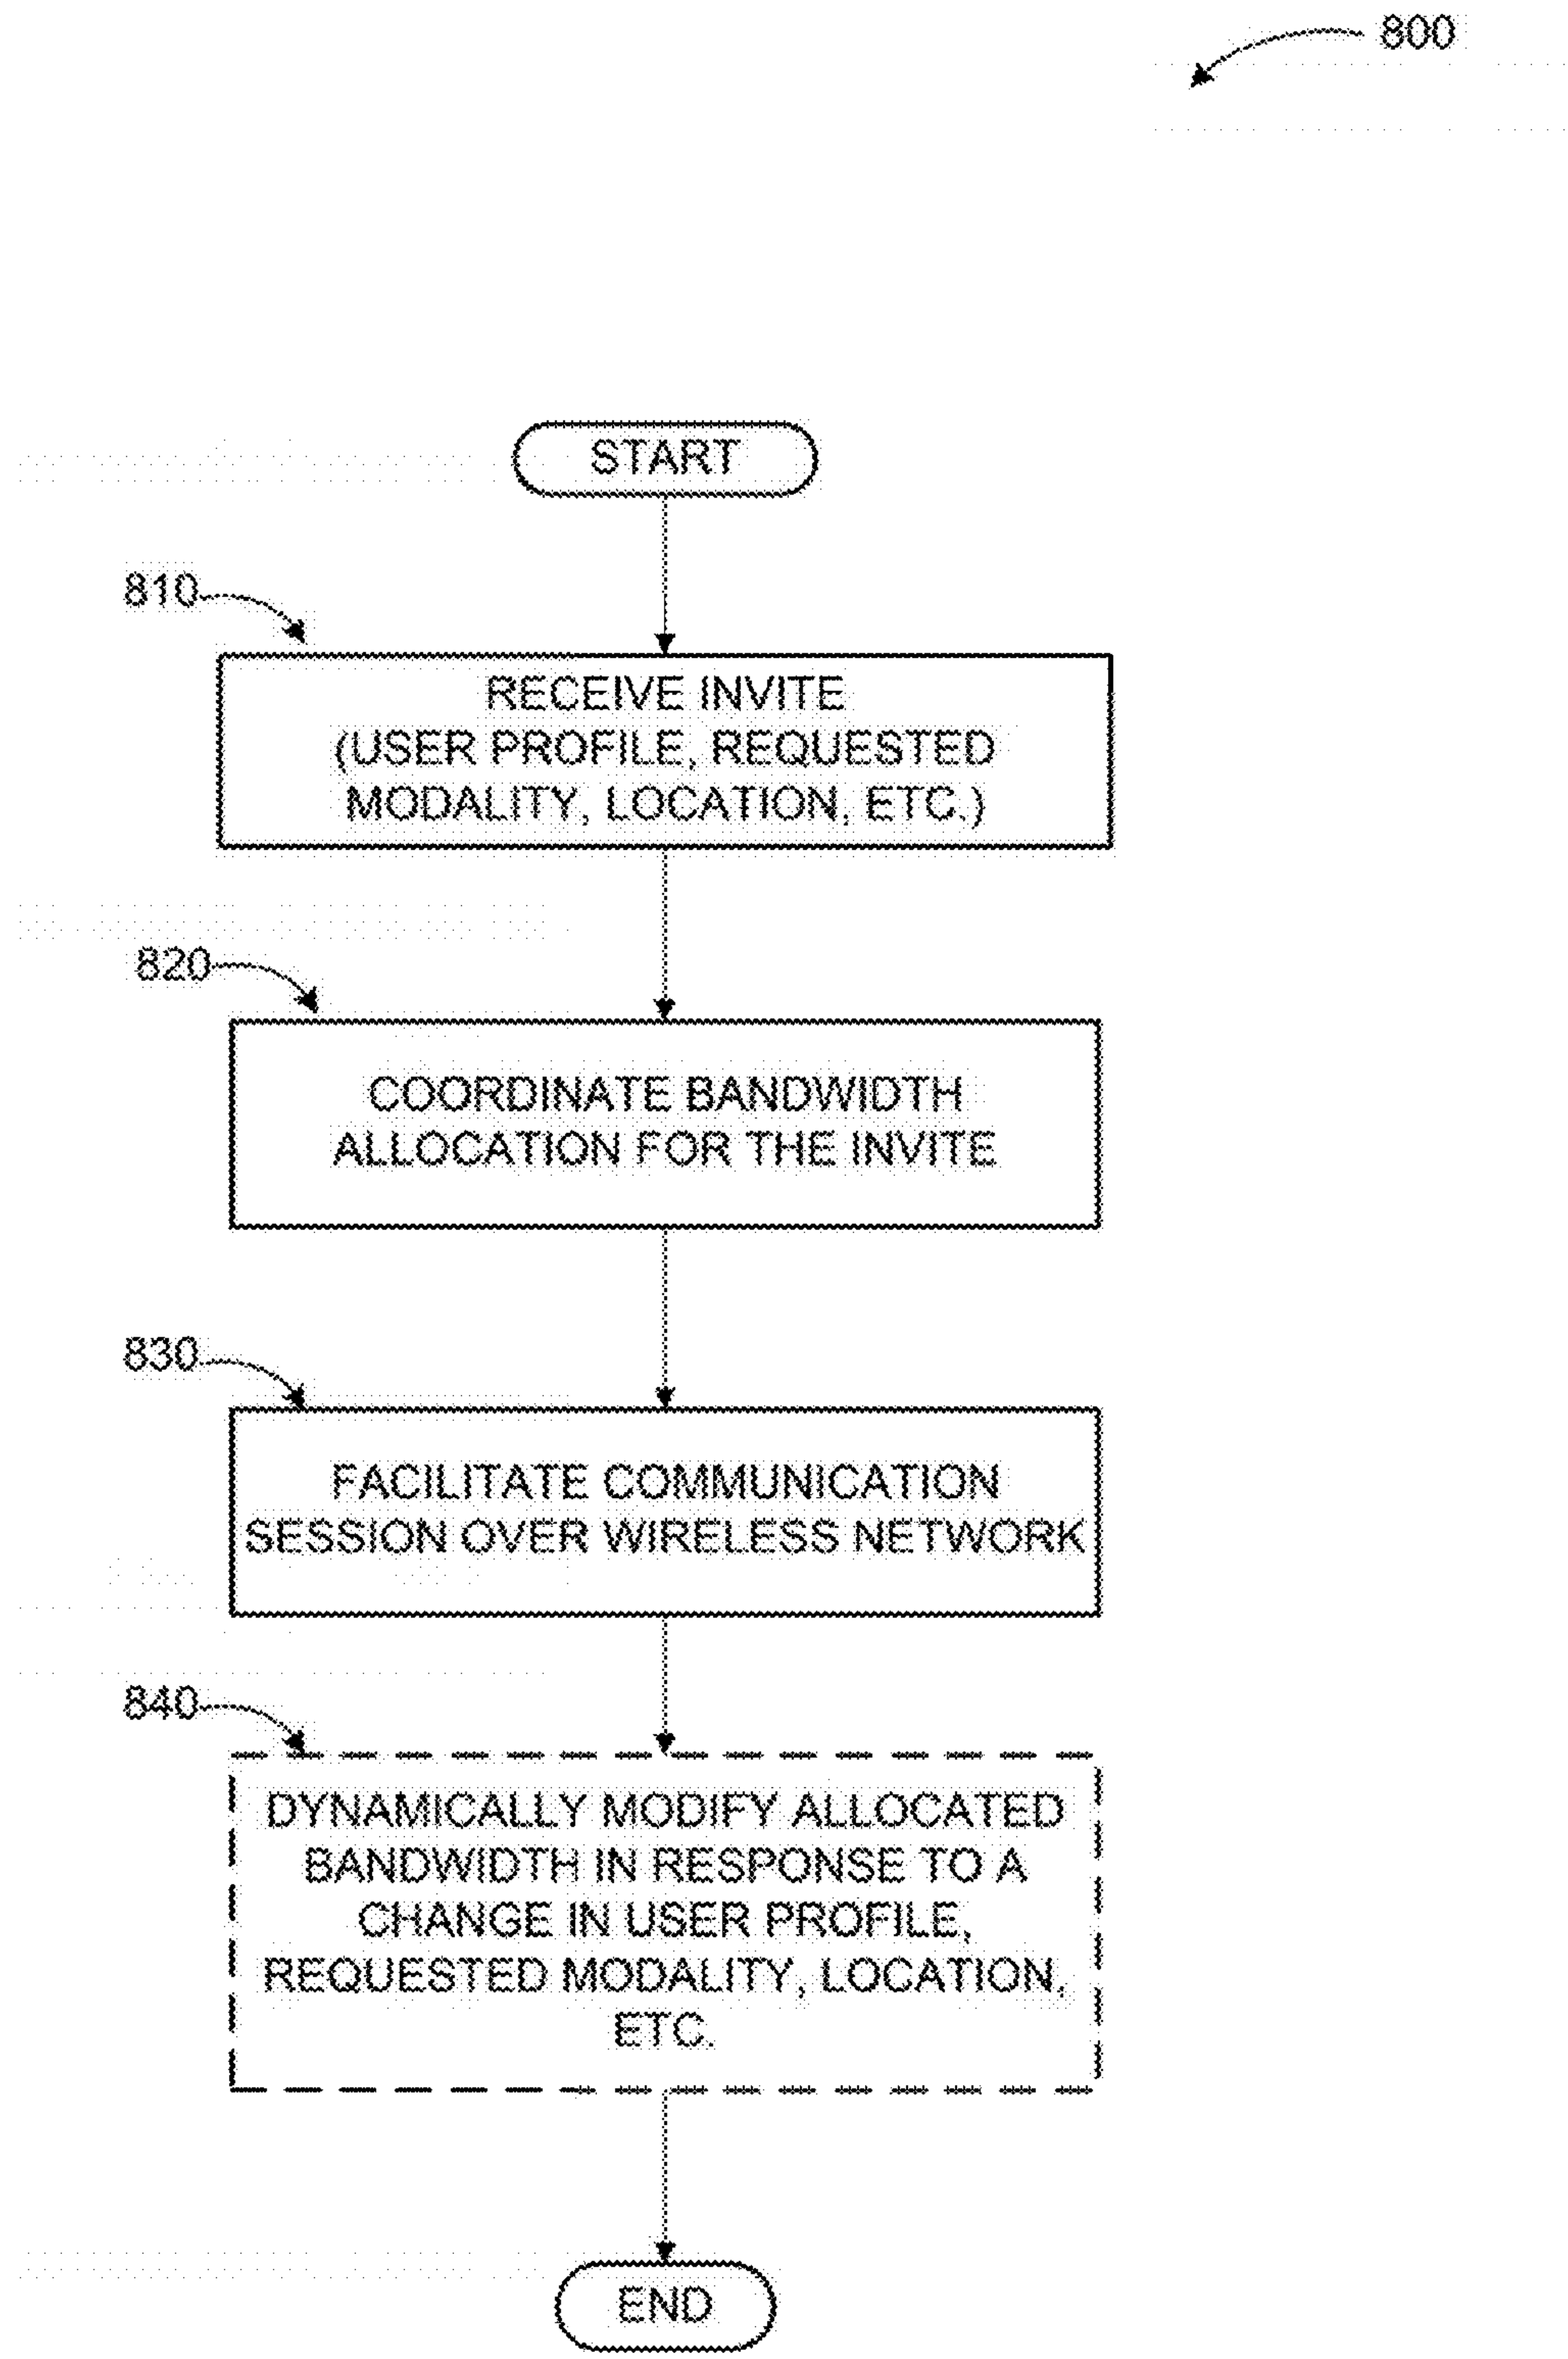 800
START
810
RECEIVE INVITE
(USER PROFILE, REQUESTED
MODALITY, LOCATION, ETC.)
820
COORDINATE BANDWIDTH
ALLOCATION FOR THE INVITE
830
FACILITATE COMMUNICATION
SESSION OVER WIRELESS NETWORK
840
DYNAMICALLY MODIFY ALLOCATED
BANDWIDTH IN RESPONSE TO A
CHANGE IN USER PROFILE,
REQUESTED MODALITY, LOCATION,
ETC.
END